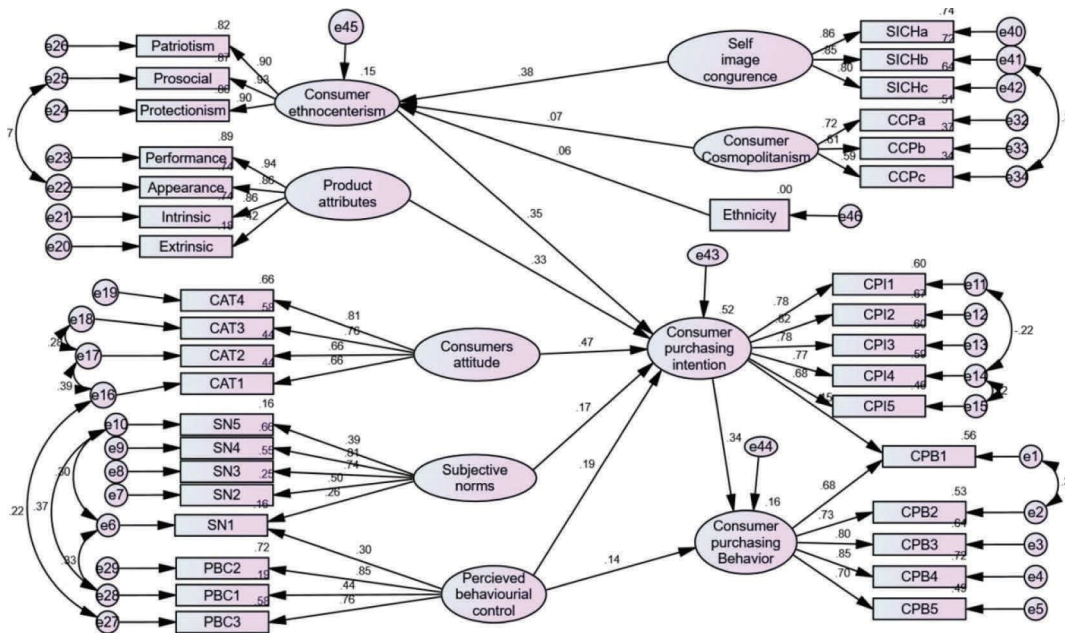 .82
e26
Patriotism
.87
.90
e25
Prosocial
.93
e24
Protectionism
.90
e45
.15
Consumer
ethnocenterism
7
.89
e23
Performance
.74
.94
e22
Appearance
.74
.86
e21
Intrinsic
.18
.86
e20
Extrinsic
.42
Product
attributes
.38
.07
.06
.35
.33
Self
image
congurence
.74
.86
SICHa
.72
e40
.85
SICHb
.64
e41
.80
SICHc
e42
Consumer
Cosmopolitanism
.51
.72
CCPa
.37
e32
CCPb
.34
e33
.59
CCPc
e34
.00
Ethnicity
e46
e43
.52
Consumer
purchasing
intention
.66
e19
CAT4
.58
.81
e18
CAT3
.44
.76
.28
e17
CAT2
.44
.66
.39
e16
CAT1
.66
Consumers
attitude
.47
.16
e10
SN5
.66
.39
e9
SN4
.55
.81
e8
SN3
.25
.74
e7
SN2
.50
.16
e6
SN1
.26
Subjective
norms
.17
.30
.37
.22
.33
.19
.72
.30
e29
PBC2
.19
.85
e28
PBC1
.58
.44
e27
PBC3
.76
Percieved
behaviourial
control
.14
.60
.78
CPI1
.67
e11
.82
CPI2
.60
e12
.78
CPI3
.59
e13
.77
CPI4
.46
e14
.68
CPI5
e15
-.22
.34
e44
.16
Consumer
purchasing
Behavior
.56
CPB1
e1
.68
.53
.73
CPB2
.64
e2
.80
CPB3
.72
e3
.85
CPB4
.49
e4
.70
CPB5
e5